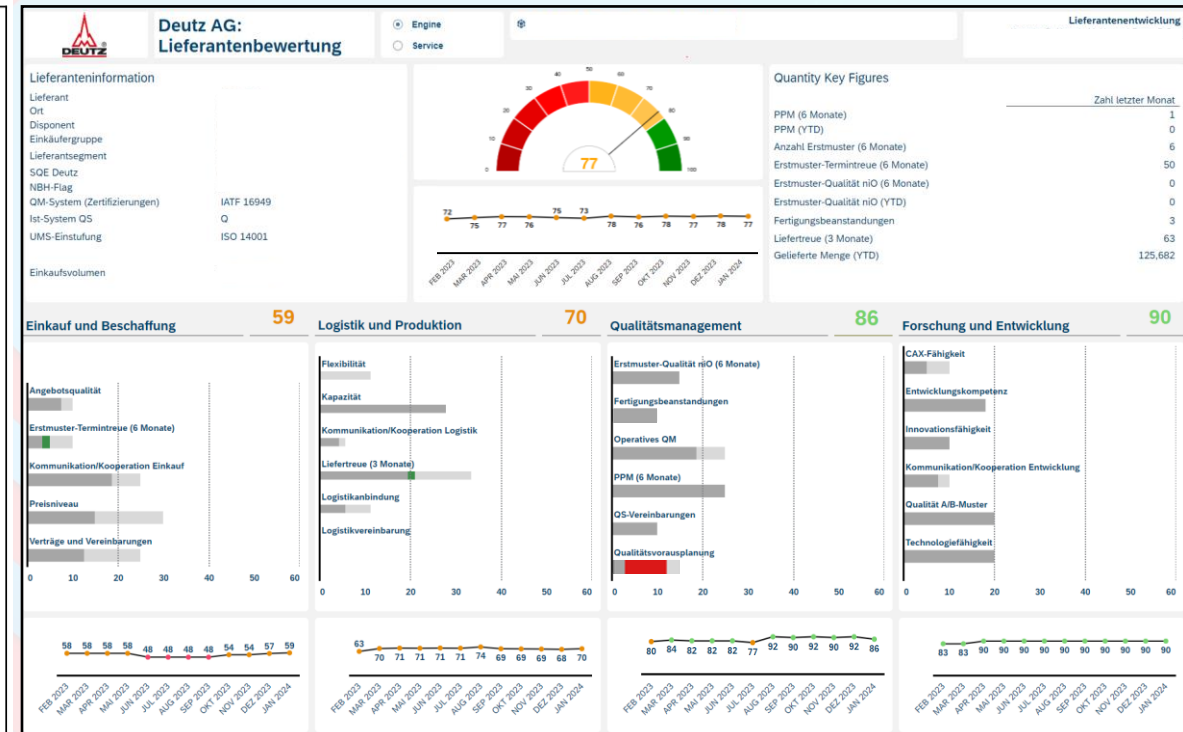 DEUTZ
Deutz AG:
Lieferantenbewertung
Engine
Service
Lieferantenentwicklung
Lieferanteninformation
Lieferant
Ort
Disponent
Einkäufergruppe
Lieferantsegment
SQE Deutz
NBH-Flag
QM-System (Zertifizierungen) IATF 16949
Ist-System QS Q
UMS-Einstufung ISO 14001
Einkaufsvolumen
0 10 20 30 40 50 60 70 80 90 100
77
72 75 77 76 75 73 78 76 78 77 78 77
FEB 2023 MAR 2023 APR 2023 MAI 2023 JUN 2023 JUL 2023 AUG 2023 SEP 2023 OKT 2023 NOV 2023 DEZ 2023 JAN 2024
Quantity Key Figures
Zahl letzter Monat
PPM (6 Monate) 1
PPM (YTD) 0
Anzahl Erstmuster (6 Monate) 6
Erstmuster-Termintreue (6 Monate) 50
Erstmuster-Qualität niO (6 Monate) 0
Erstmuster-Qualität niO (YTD) 0
Fertigungsbeanstandungen 3
Liefertreue (3 Monate) 63
Gelieferte Menge (YTD) 125,682
Einkauf und Beschaffung 59
Angebotsqualität
Erstmuster-Termintreue (6 Monate)
Kommunikation/Kooperation Einkauf
Preisniveau
Verträge und Vereinbarungen
0 10 20 30 40 50 60
58 58 58 58 48 48 48 48 54 54 57 59
FEB 2023 MAR 2023 APR 2023 MAI 2023 JUN 2023 JUL 2023 AUG 2023 SEP 2023 OKT 2023 NOV 2023 DEZ 2023 JAN 2024
Logistik und Produktion 70
Flexibilität
Kapazität
Kommunikation/Kooperation Logistik
Liefertreue (3 Monate)
Logistikanbindung
Logistikvereinbarung
0 10 20 30 40 50 60
63 70 71 71 71 71 74 69 69 69 68 70
FEB 2023 MAR 2023 APR 2023 MAI 2023 JUN 2023 JUL 2023 AUG 2023 SEP 2023 OKT 2023 NOV 2023 DEZ 2023 JAN 2024
Qualitätsmanagement 86
Erstmuster-Qualität niO (6 Monate)
Fertigungsbeanstandungen
Operatives QM
PPM (6 Monate)
QS-Vereinbarungen
Qualitätsvorausplanung
0 10 20 30 40 50 60
80 84 82 82 82 77 92 90 92 90 92 86
FEB 2023 MAR 2023 APR 2023 MAI 2023 JUN 2023 JUL 2023 AUG 2023 SEP 2023 OKT 2023 NOV 2023 DEZ 2023 JAN 2024
Forschung und Entwicklung 90
CAX-Fähigkeit
Entwicklungskompetenz
Innovationsfähigkeit
Kommunikation/Kooperation Entwicklung
Qualität A/B-Muster
Technologiefähigkeit
0 10 20 30 40 50 60
83 83 90 90 90 90 90 90 90 90 90 90
FEB 2023 MAR 2023 APR 2023 MAI 2023 JUN 2023 JUL 2023 AUG 2023 SEP 2023 OKT 2023 NOV 2023 DEZ 2023 JAN 2024